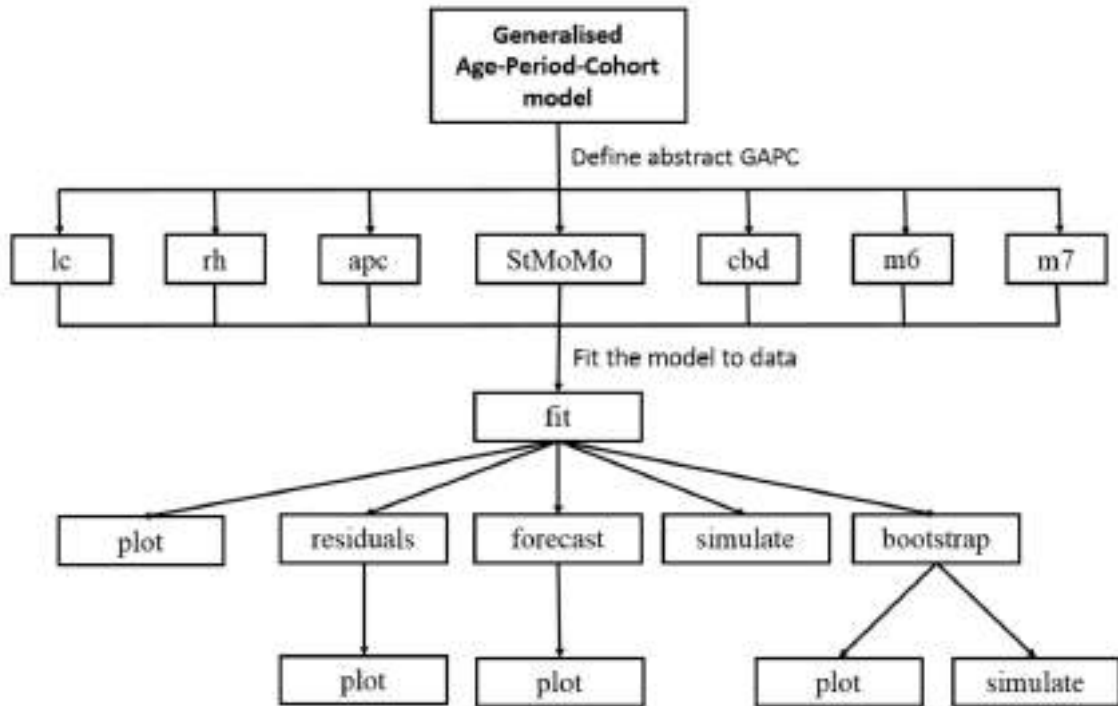 Generalised
Age-Period-Cohort
model
Define abstract GAPC
lc
rh
apc
StMoMo
cbd
m6
m7
Fit the model to data
fit
plot
residuals
forecast
simulate
bootstrap
plot
plot
plot
simulate